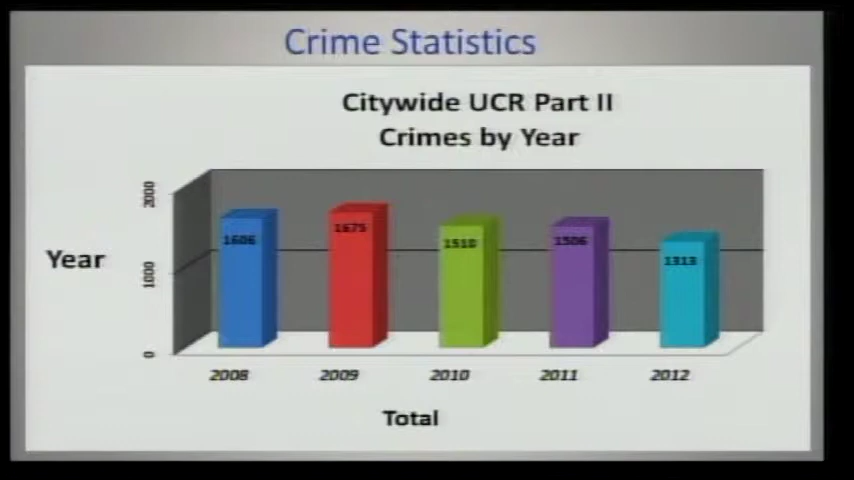 Crime Statistics
Citywide UCR Part II
Crimes by Year
2000
1000
0
Year
1606
1675
1510
1506
1313
2008
2009
2010
2011
2012
Total